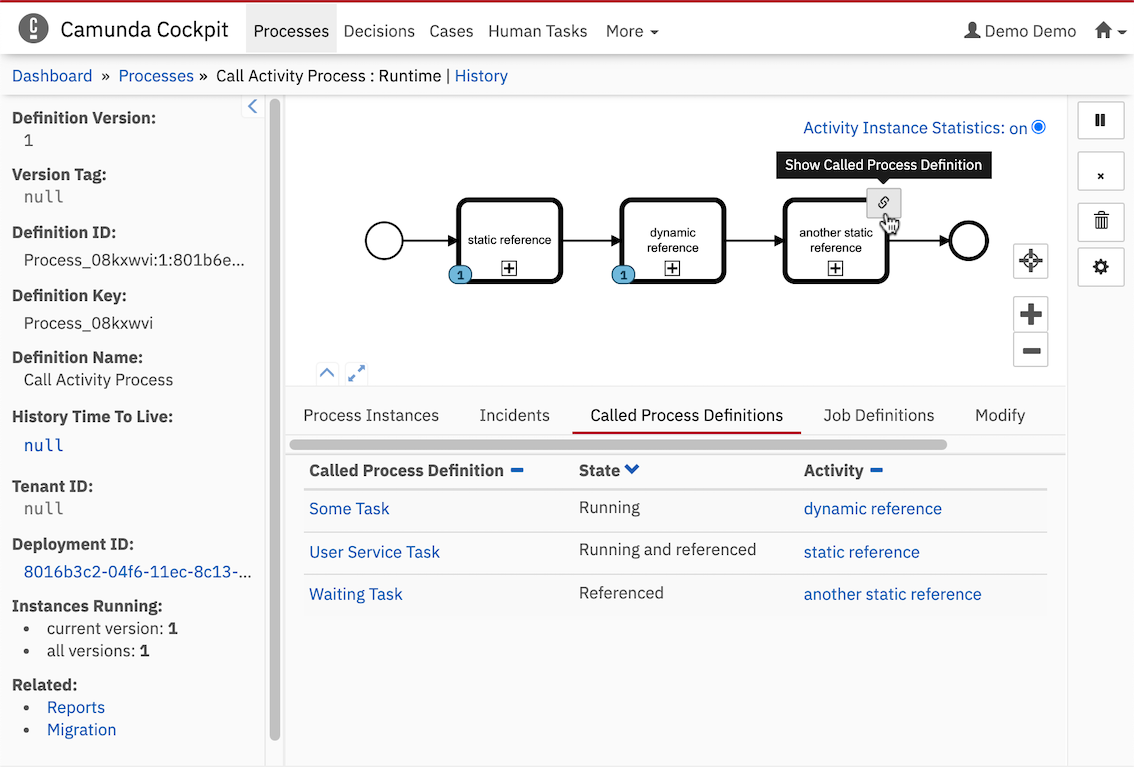 Camunda Cockpit Processes Decisions Cases Human Tasks More Demo Demo
Dashboard » Processes » Call Activity Process : Runtime | History
Definition Version:
1
Version Tag:
null
Definition ID:
Process_08kxwvi:1:801b6e...
Definition Key:
Process_08kxwvi
Definition Name:
Call Activity Process
History Time To Live:
null
Tenant ID:
null
Deployment ID:
8016b3c2-04f6-11ec-8c13-...
Instances Running:
• current version: 1
• all versions: 1
Related:
• Reports
• Migration
Activity Instance Statistics: on
Show Called Process Definition
static reference
1
dynamic
reference
1
another static
reference
Process Instances Incidents Called Process Definitions Job Definitions Modify
Called Process Definition State Activity
Some Task Running dynamic reference
User Service Task Running and referenced static reference
Waiting Task Referenced another static reference